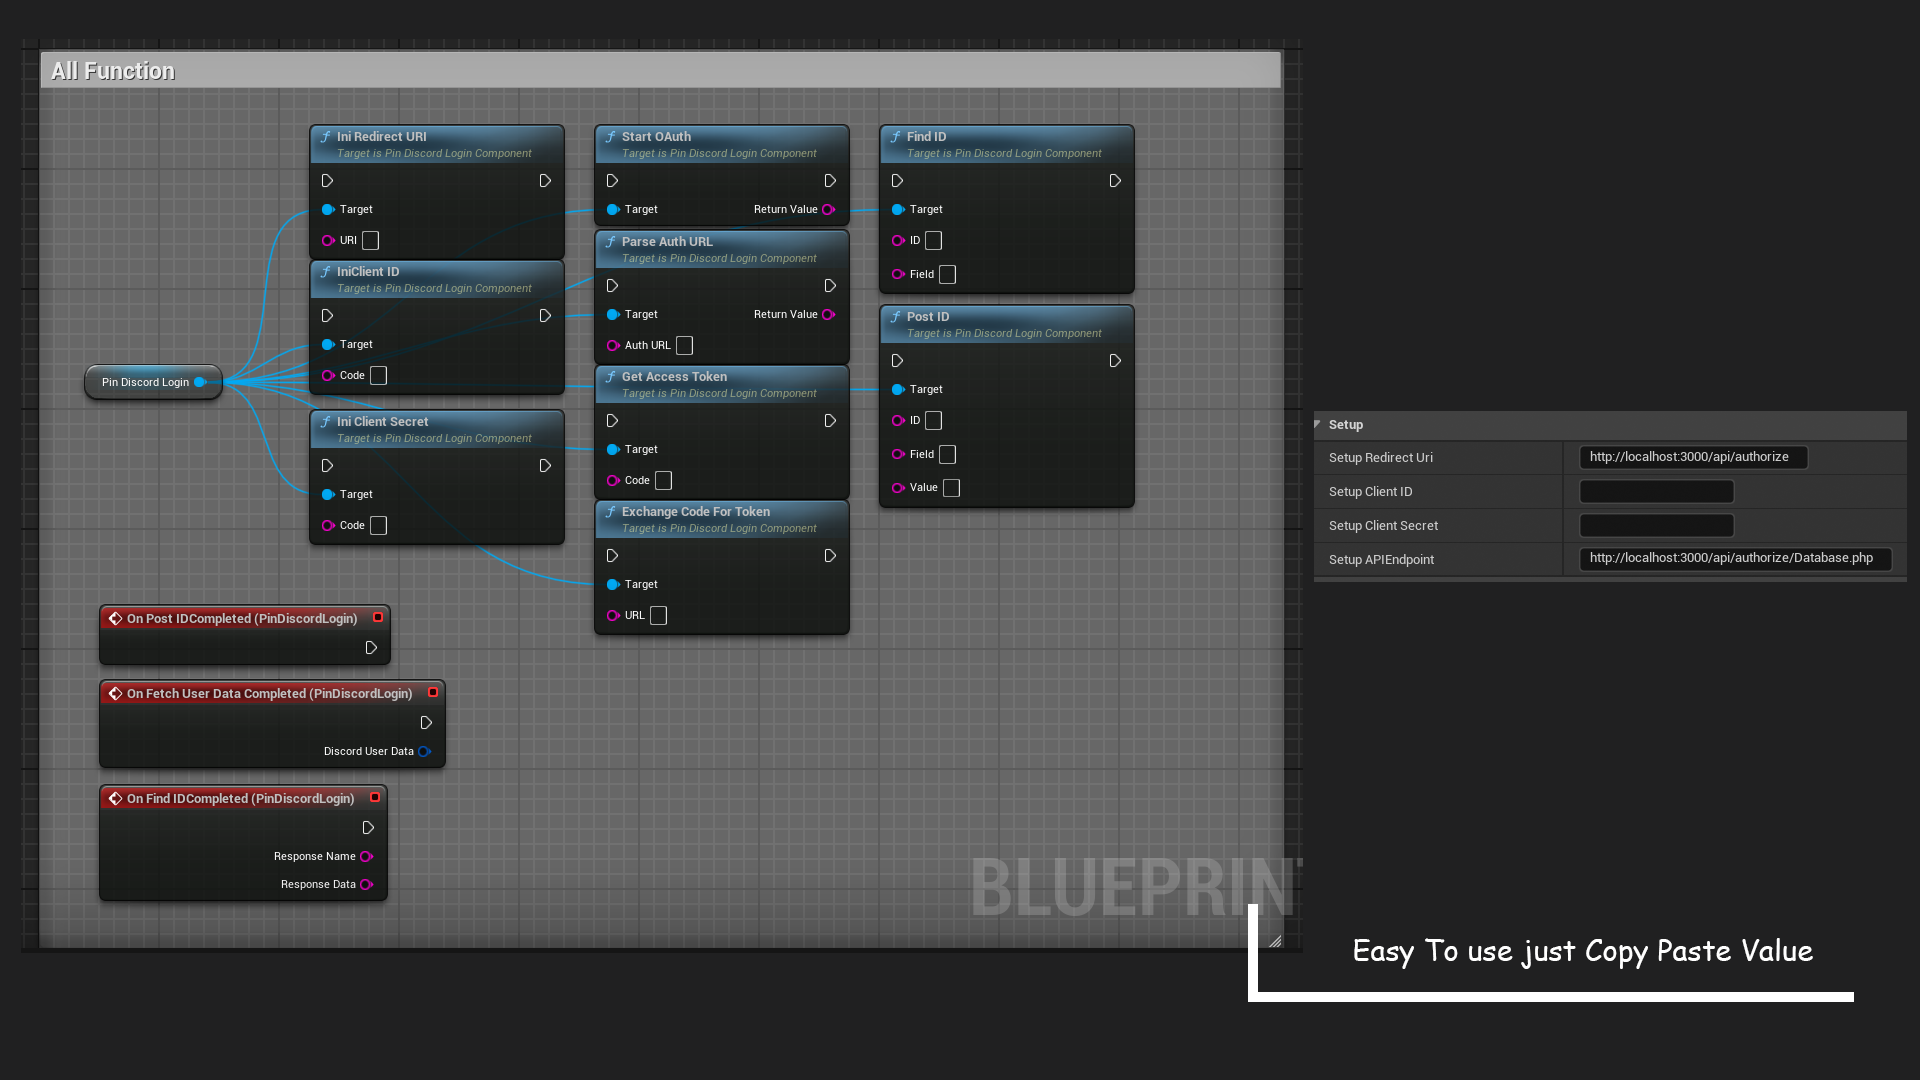 All Function
Ini Redirect URI
Target is Pin Discord Login Component
Target
URI
IniClient ID
Target is Pin Discord Login Component
Target
Code
Ini Client Secret
Target is Pin Discord Login Component
Target
Code
Pin Discord Login
Start OAuth
Target is Pin Discord Login Component
Target
Return Value
Parse Auth URL
Target is Pin Discord Login Component
Target
Return Value
Auth URL
Get Access Token
Target is Pin Discord Login Component
Target
Code
Exchange Code For Token
Target is Pin Discord Login Component
Target
URL
Find ID
Target is Pin Discord Login Component
Target
ID
Field
Post ID
Target is Pin Discord Login Component
Target
ID
Field
Value
On Post IDCompleted (PinDiscordLogin)
On Fetch User Data Completed (PinDiscordLogin)
Discord User Data
On Find IDCompleted (PinDiscordLogin)
Response Name
Response Data
BLUEPRINT
Setup
Setup Redirect Uri
http://localhost:3000/api/authorize
Setup Client ID
Setup Client Secret
Setup APIEndpoint
http://localhost:3000/api/authorize/Database.php
Easy To use just Copy Paste Value